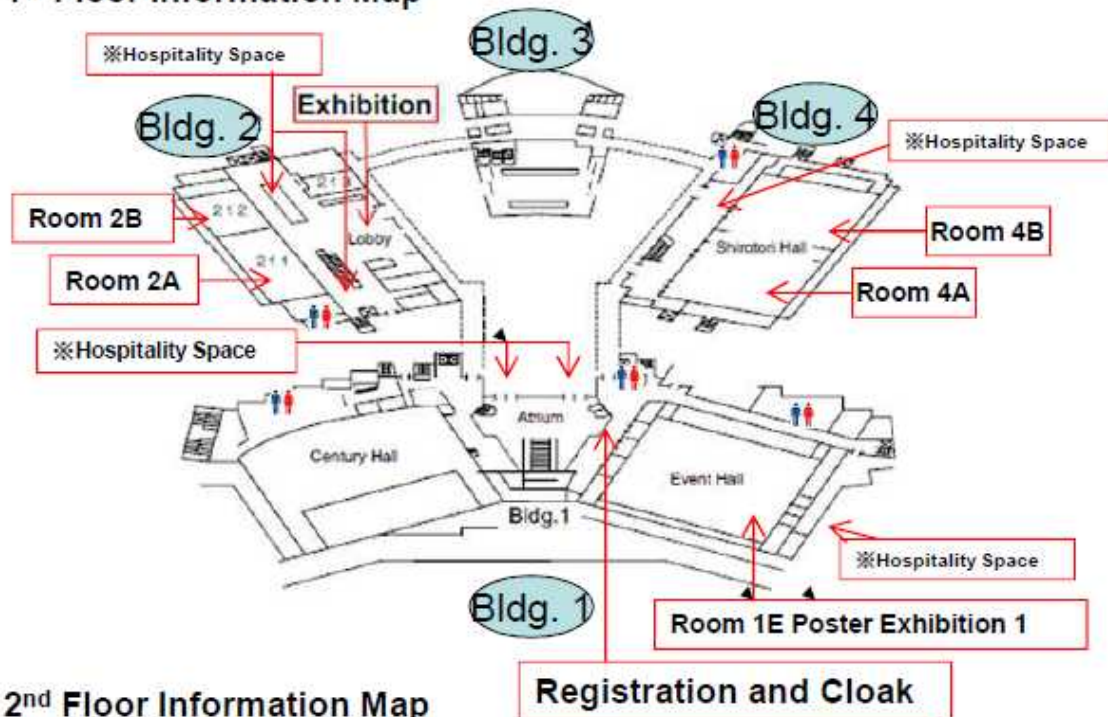 Floor Information Map
Bldg. 3
※Hospitality Space
Exhibition
Bldg. 2
Bldg. 4
※Hospitality Space
Room 2B
212
Lobby
Room 4B
Shirotori Hall
Room 2A
211
Room 4A
※Hospitality Space
Atrium
Century Hall
Event Hall
Bldg.1
※Hospitality Space
Bldg. 1
Room 1E Poster Exhibition 1
Registration and Cloak
2nd Floor Information Map